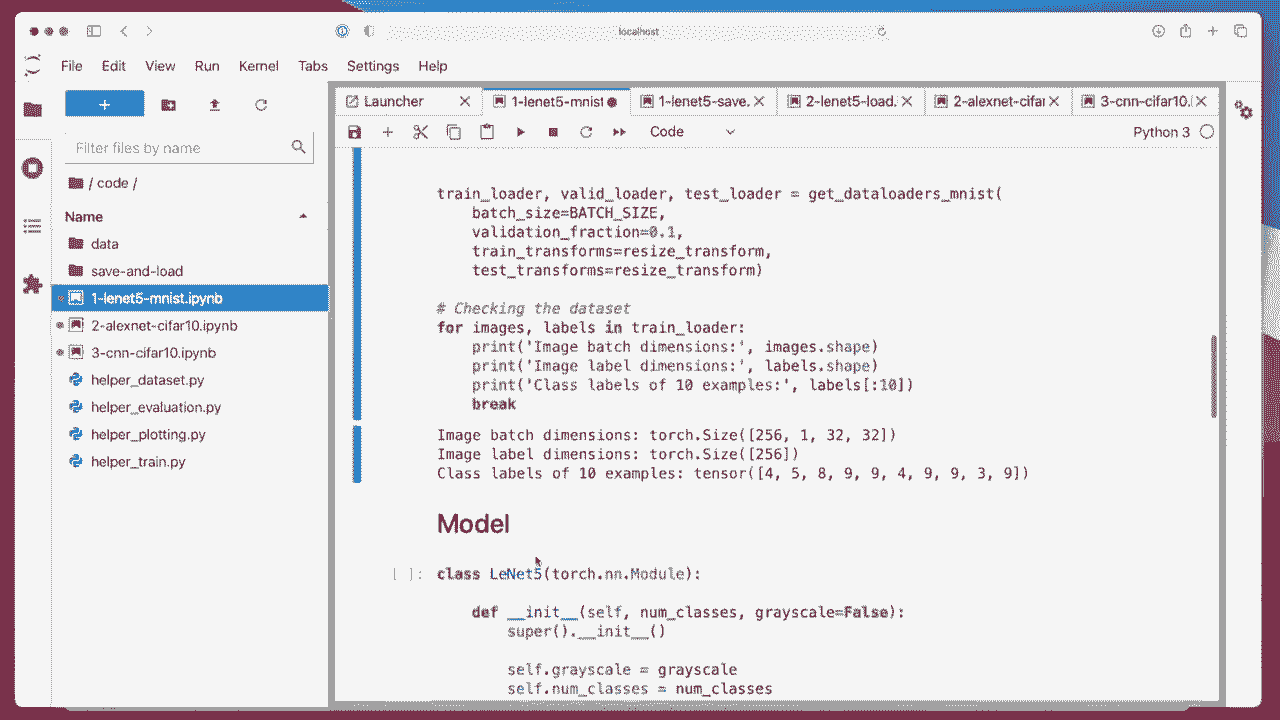 localhost
File Edit View Run Kernel Tabs Settings Help
Launcher 1-lenet5-mnist 1-lenet5-save. 2-lenet5-load. 2-alexnet-cifar 3-cnn-cifar10.
Code Python 3
Filter files by name
/ code /
Name
data
save-and-load
1-lenet5-mnist.ipynb
2-alexnet-cifar10.ipynb
3-cnn-cifar10.ipynb
helper_dataset.py
helper_evaluation.py
helper_plotting.py
helper_train.py
train_loader, valid_loader, test_loader = get_dataloaders_mnist(
batch_size=BATCH_SIZE,
validation_fraction=0.1,
train_transforms=resize_transform,
test_transforms=resize_transform)
# Checking the dataset
for images, labels in train_loader:
print('Image batch dimensions:', images.shape)
print('Image label dimensions:', labels.shape)
print('Class labels of 10 examples:', labels[:10])
break
Image batch dimensions: torch.Size([256, 1, 32, 32])
Image label dimensions: torch.Size([256])
Class labels of 10 examples: tensor([4, 5, 8, 9, 9, 4, 9, 9, 3, 9])
Model
[ ]: class LeNet5(torch.nn.Module):
def __init__(self, num_classes, grayscale=False):
super().__init__()
self.grayscale = grayscale
self.num_classes = num_classes